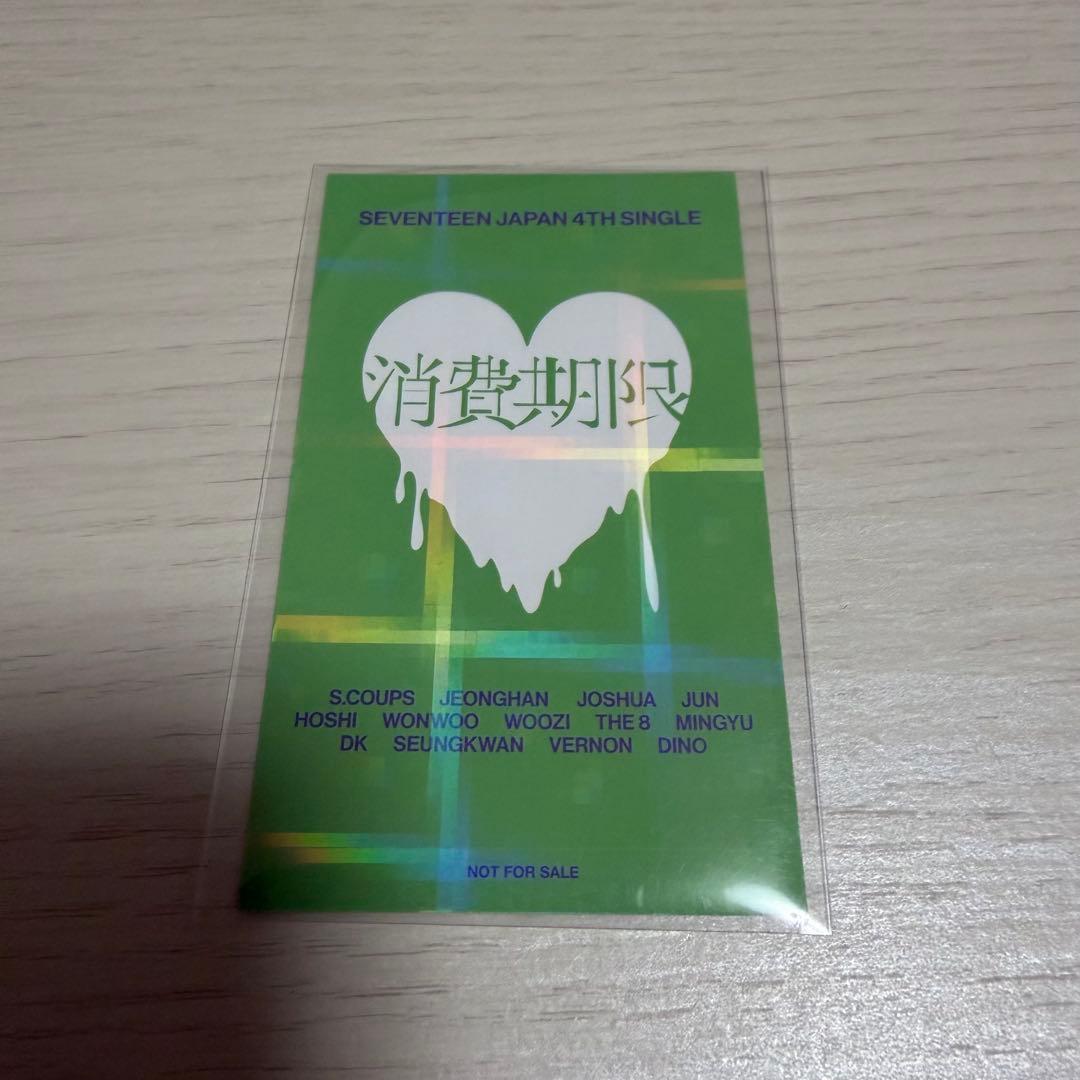 SEVENTEEN JAPAN 4TH SINGLE
消費期限
S.COUPS JEONGHAN JOSHUA JUN
HOSHI WONWOO WOOZI THE 8 MINGYU
DK SEUNGKWAN VERNON DINO
NOT FOR SALE